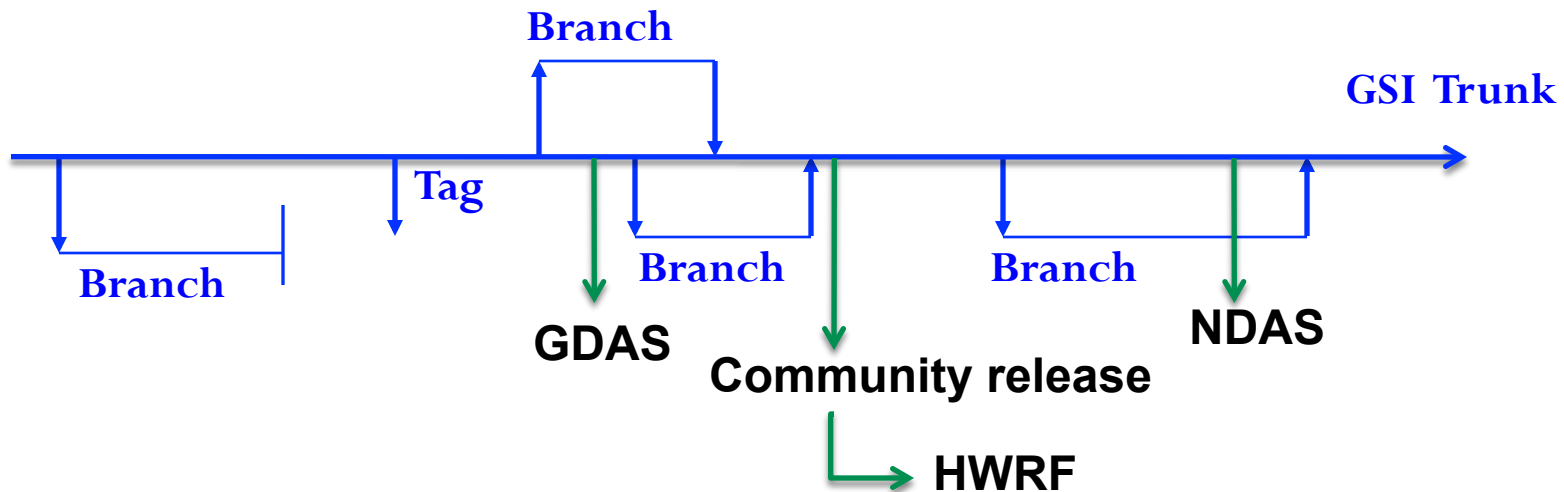 Branch
GSI Trunk
Tag
Branch
Branch
Branch
GDAS
NDAS
Community release
HWRF